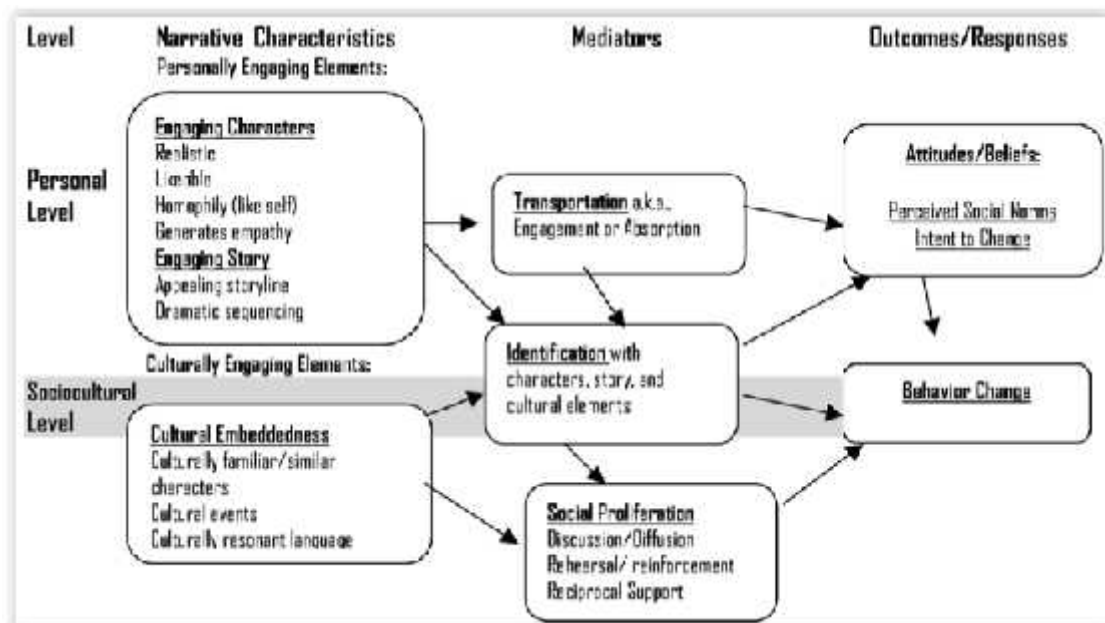 Level Narrative Characteristics Mediators Outcomes/Responses
Personally Engaging Elements:
Personal
Level
Engaging Characters
Realistic
Likeable
Homophily (like self)
Generates empathy
Engaging Story
Appealing storyline
Dramatic sequencing
Transportation a.k.a.,
Engagement or Absorption
Attitudes/Beliefs:
Perceived Social Norms
Intent to Change
Identification with
characters, story, and
cultural elements
Culturally Engaging Elements:
Sociocultural
Level
Cultural Embeddedness
Culturally familiar/similar
characters
Cultural events
Culturally resonant language
Behavior Change
Social Proliferation
Discussion/Diffusion
Rehearsal/ reinforcement
Reciprocal Support